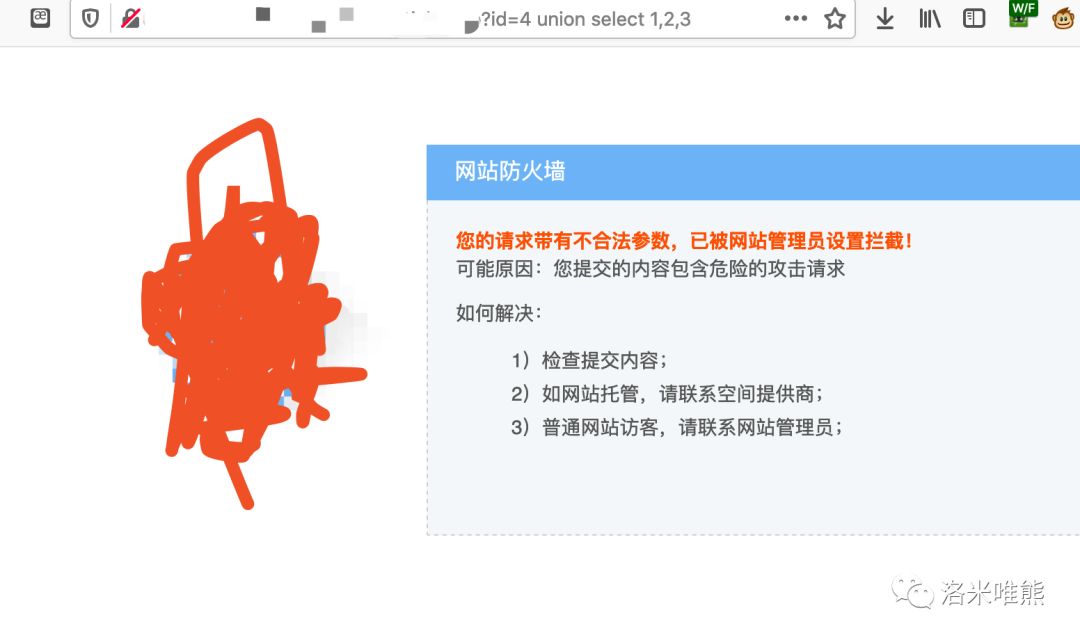 æ
?id=4 union select 1,2,3
W/F
网站防火墙
您的请求带有不合法参数，已被网站管理员设置拦截！
可能原因：您提交的内容包含危险的攻击请求
如何解决：
1）检查提交内容；
2）如网站托管，请联系空间提供商；
3）普通网站访客，请联系网站管理员；
洛米唯熊